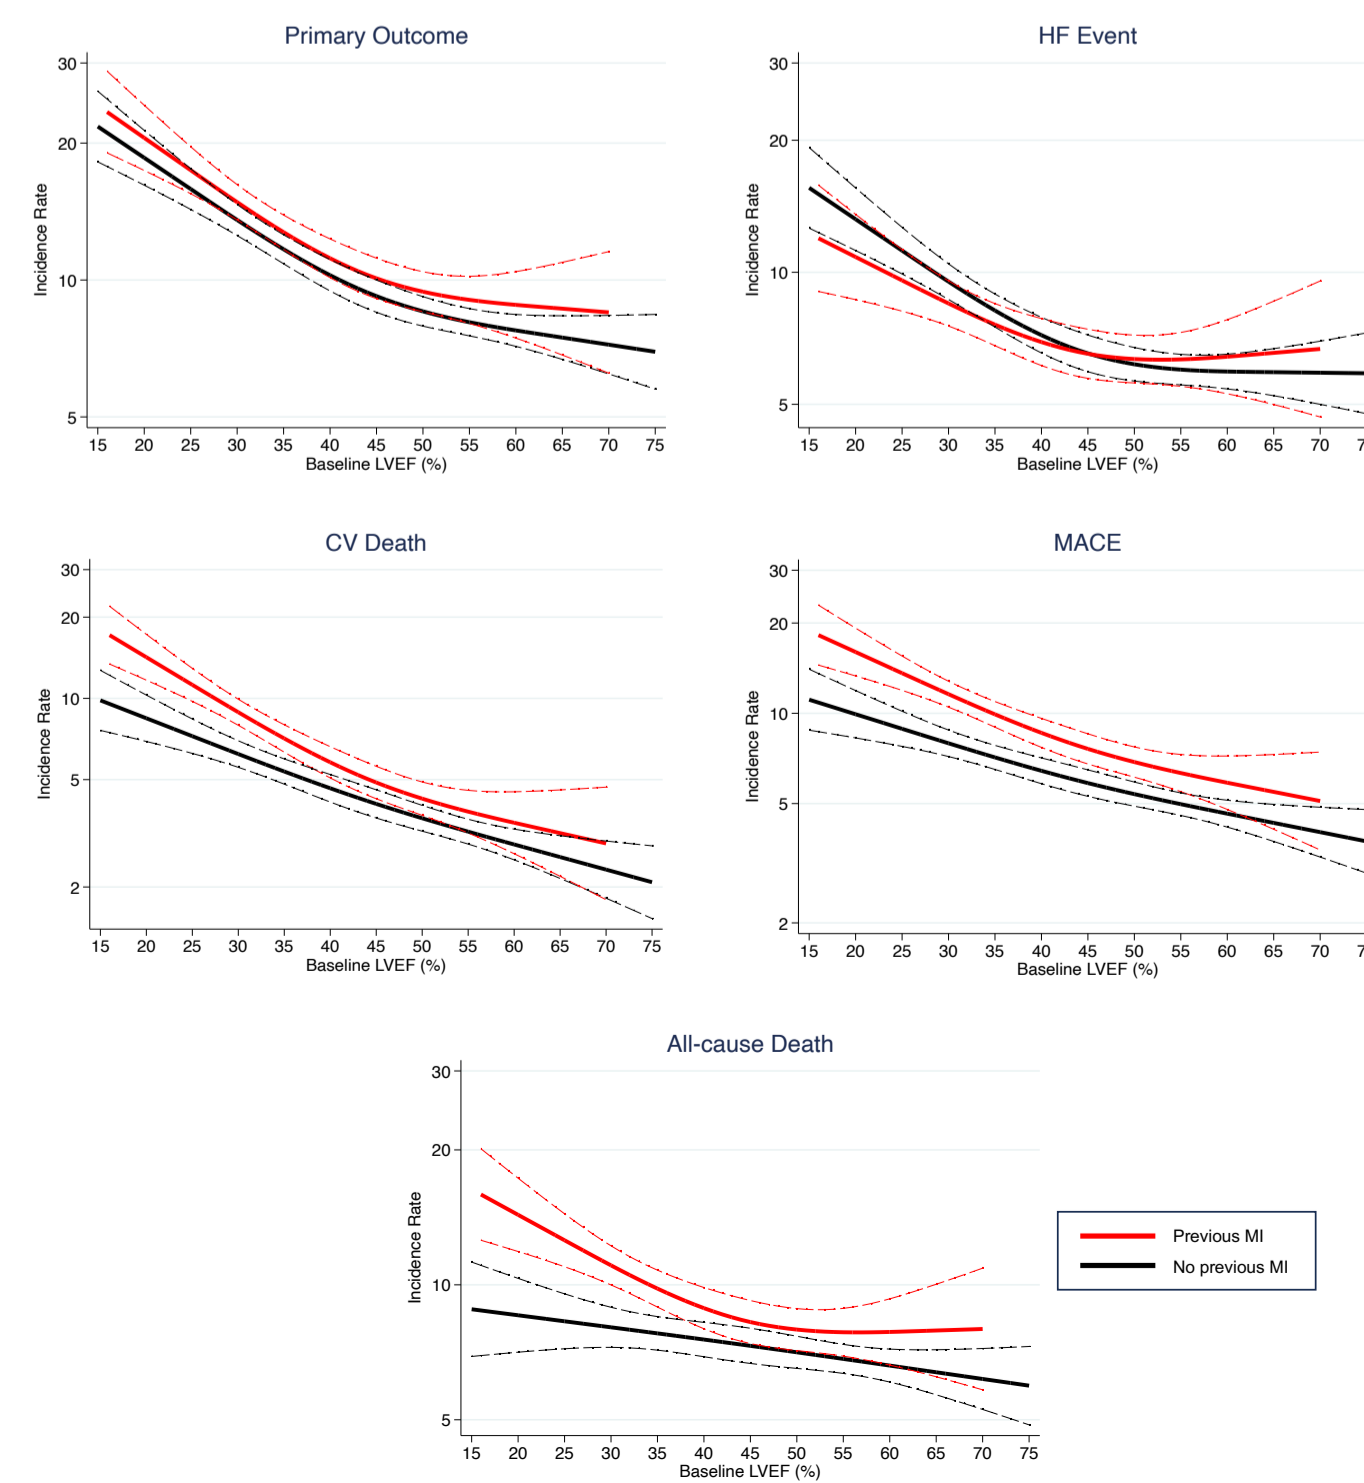 Primary Outcome
30
20
10
5
Incidence Rate
15 20 25 30 35 40 45 50 55 60 65 70 75
Baseline LVEF (%)
HF Event
30
20
10
5
Incidence Rate
15 20 25 30 35 40 45 50 55 60 65 70 7
Baseline LVEF (%)
CV Death
30
20
10
5
2
Incidence Rate
15 20 25 30 35 40 45 50 55 60 65 70 75
Baseline LVEF (%)
MACE
30
20
10
5
2
Incidence Rate
15 20 25 30 35 40 45 50 55 60 65 70 7
Baseline LVEF (%)
All-cause Death
30
20
10
5
Incidence Rate
15 20 25 30 35 40 45 50 55 60 65 70 75
Baseline LVEF (%)
Previous MI
No previous MI